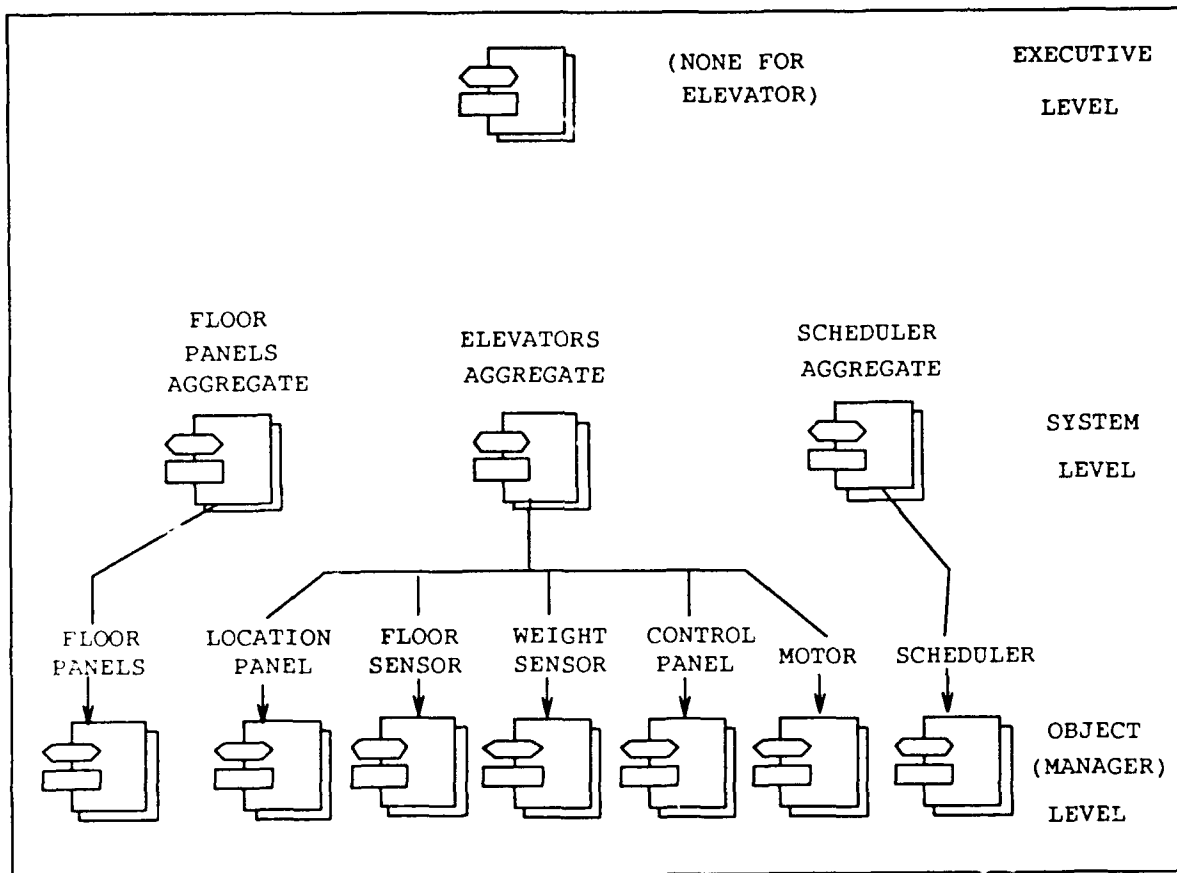 (NONE FOR
ELEVATOR)
EXECUTIVE
LEVEL
FLOOR
PANELS
AGGREGATE
ELEVATORS
AGGREGATE
SCHEDULER
AGGREGATE
SYSTEM
LEVEL
FLOOR
PANELS
LOCATION
PANEL
FLOOR
SENSOR
WEIGHT
SENSOR
CONTROL
PANEL
MOTOR
SCHEDULER
OBJECT
(MANAGER)
LEVEL